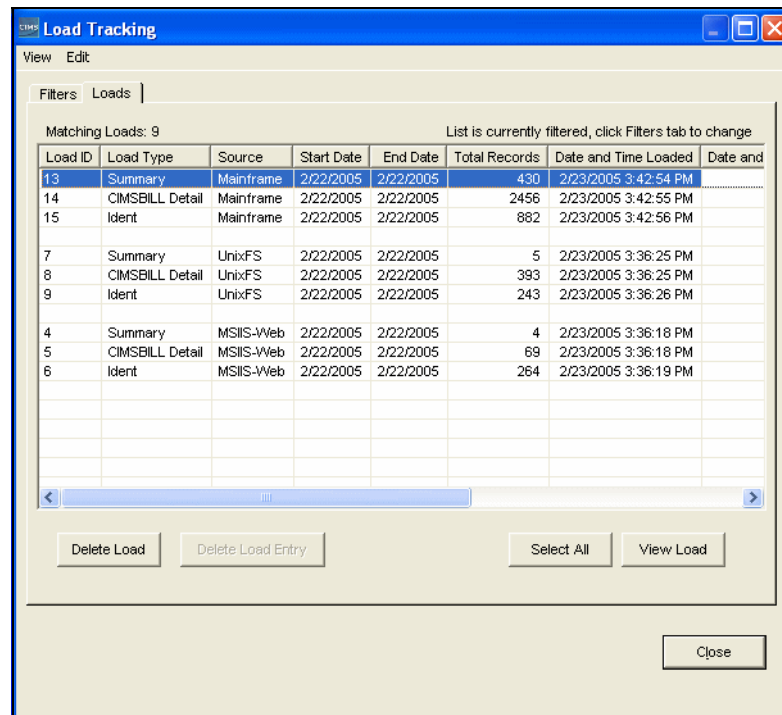 CIMS Load Tracking
View Edit
Filters Loads
Matching Loads: 9 List is currently filtered, click Filters tab to change
Load ID Load Type Source Start Date End Date Total Records Date and Time Loaded Date and
13 Summary Mainframe 2/22/2005 2/22/2005 430 2/23/2005 3:42:54 PM
14 CIMSBILL Detail Mainframe 2/22/2005 2/22/2005 2456 2/23/2005 3:42:55 PM
15 Ident Mainframe 2/22/2005 2/22/2005 882 2/23/2005 3:42:56 PM
7 Summary UnixFS 2/22/2005 2/22/2005 5 2/23/2005 3:36:25 PM
8 CIMSBILL Detail UnixFS 2/22/2005 2/22/2005 393 2/23/2005 3:36:25 PM
9 Ident UnixFS 2/22/2005 2/22/2005 243 2/23/2005 3:36:26 PM
4 Summary MSIIS-Web 2/22/2005 2/22/2005 4 2/23/2005 3:36:18 PM
5 CIMSBILL Detail MSIIS-Web 2/22/2005 2/22/2005 69 2/23/2005 3:36:18 PM
6 Ident MSIIS-Web 2/22/2005 2/22/2005 264 2/23/2005 3:36:19 PM
Delete Load Delete Load Entry Select All View Load
Close